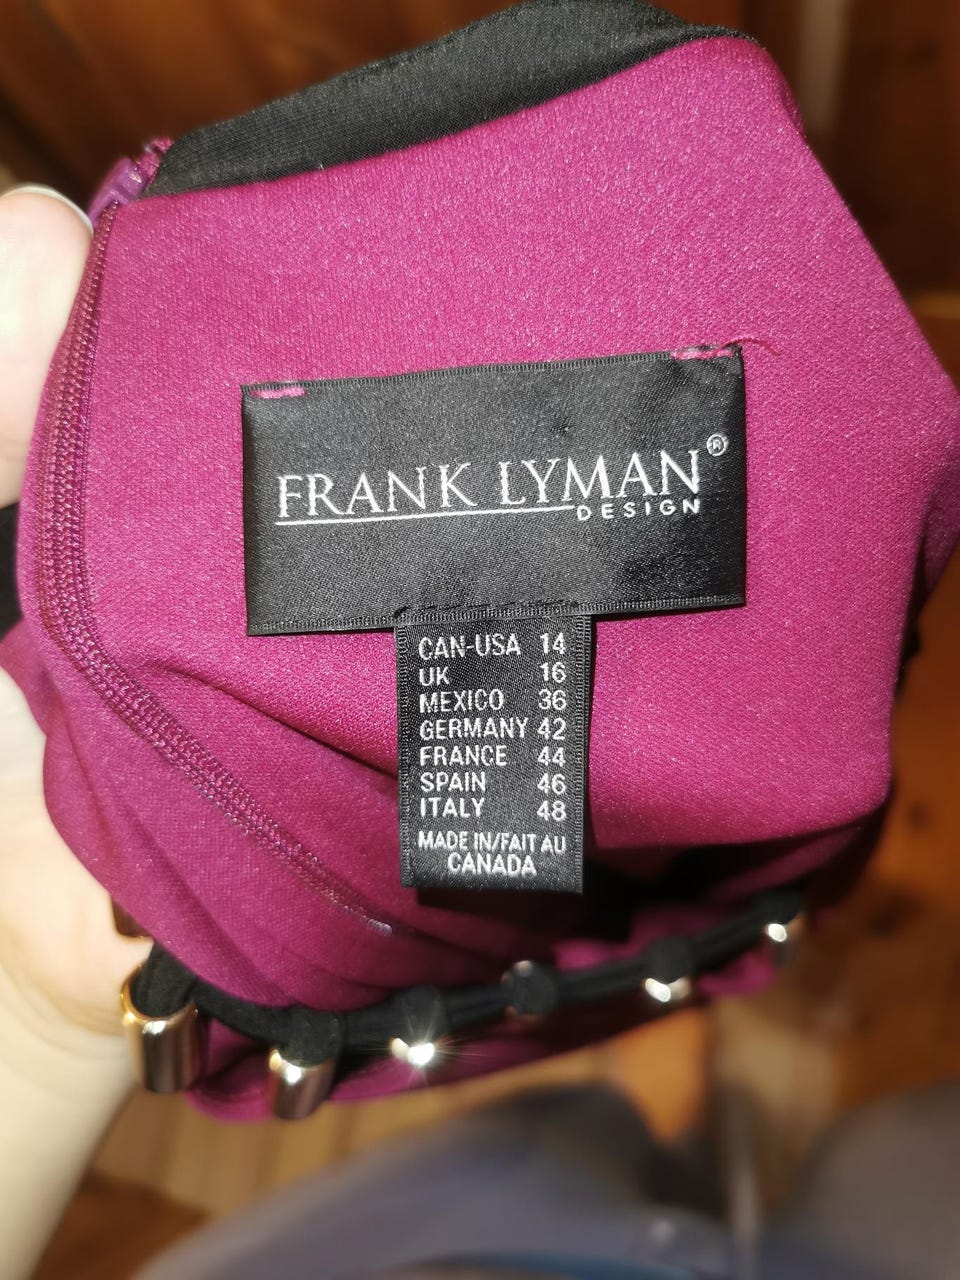 FRANK LYMAN®
DESIGN
CAN-USA 14
UK 16
MEXICO 36
GERMANY 42
FRANCE 44
SPAIN 46
ITALY 48
MADE IN/FAIT AU
CANADA